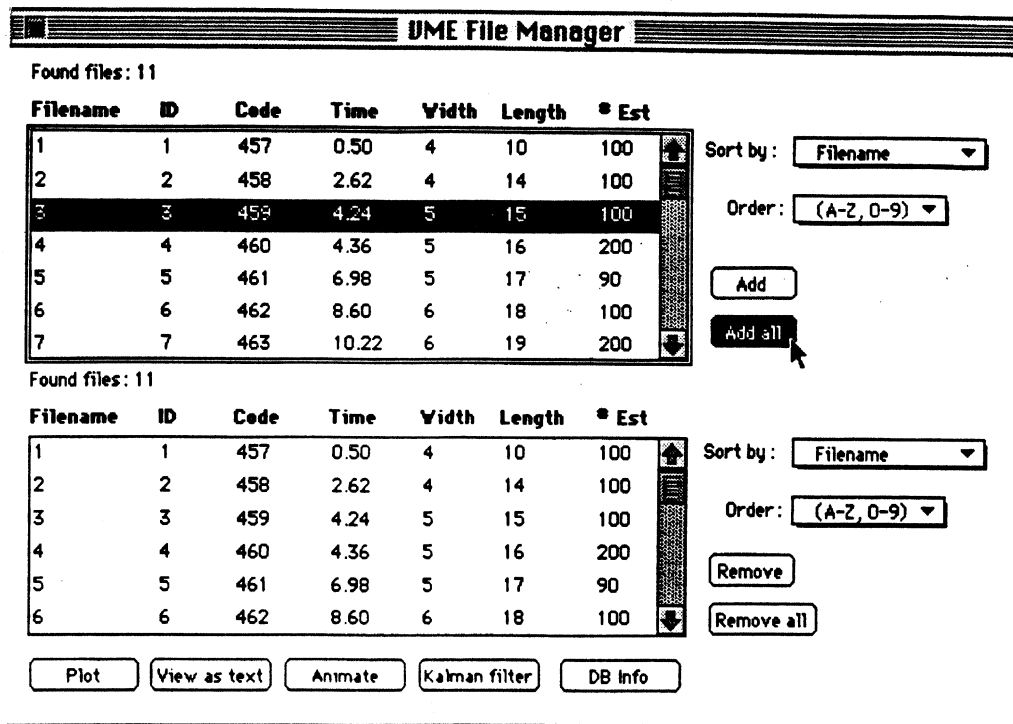 VME File Manager
Found files: 11
Filename ID Code Time Width Length # Est
1 1 457 0.50 4 10 100
2 2 458 2.62 4 14 100
3 3 459 4.24 5 15 100
4 4 460 4.36 5 16 200
5 5 461 6.98 5 17 90
6 6 462 8.60 6 18 100
7 7 463 10.22 6 19 200
Sort by: Filename
Order: (A-Z, 0-9)
Add
Add all
Found files: 11
Filename ID Code Time Width Length # Est
1 1 457 0.50 4 10 100
2 2 458 2.62 4 14 100
3 3 459 4.24 5 15 100
4 4 460 4.36 5 16 200
5 5 461 6.98 5 17 90
6 6 462 8.60 6 18 100
Sort by: Filename
Order: (A-Z, 0-9)
Remove
Remove all
Plot View as text Animate Kalman filter DB Info